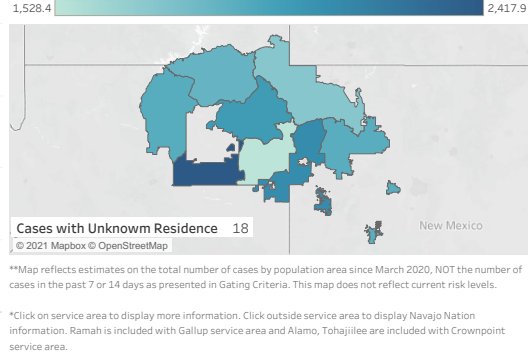 1,528.4 2,417.9
New Mexico
Cases with Unknowm Residence 18
© 2021 Mapbox © OpenStreetMap
**Map reflects estimates on the total number of cases by population area since March 2020, NOT the number of
cases in the past 7 or 14 days as presented in Gating Criteria. This map does not reflect current risk levels.
*Click on service area to display more information. Click outside service area to display Navajo Nation
information. Ramah is included with Gallup service area and Alamo, Tohajiilee are included with Crownpoint
service area.